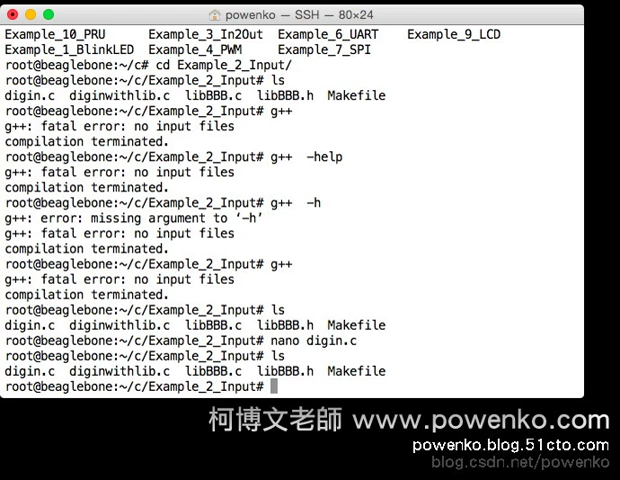 powenko — SSH — 80×24
Example_10_PRU Example_3_In2Out Example_6_UART Example_9_LCD
Example_1_BlinkLED Example_4_PWM Example_7_SPI
root@beaglebone:~/c# cd Example_2_Input/
root@beaglebone:~/c/Example_2_Input# ls
digin.c diginwithlib.c libBBB.c libBBB.h Makefile
root@beaglebone:~/c/Example_2_Input# g++
g++: fatal error: no input files
compilation terminated.
root@beaglebone:~/c/Example_2_Input# g++ -help
g++: fatal error: no input files
compilation terminated.
root@beaglebone:~/c/Example_2_Input# g++ -h
g++: error: missing argument to ‘-h’
g++: fatal error: no input files
compilation terminated.
root@beaglebone:~/c/Example_2_Input# g++
g++: fatal error: no input files
compilation terminated.
root@beaglebone:~/c/Example_2_Input# ls
digin.c diginwithlib.c libBBB.c libBBB.h Makefile
root@beaglebone:~/c/Example_2_Input# nano digin.c
root@beaglebone:~/c/Example_2_Input# ls
digin.c diginwithlib.c libBBB.c libBBB.h Makefile
root@beaglebone:~/c/Example_2_Input#
柯博文老師 www.powenko.com
powenko.blog.51cto.com
blog.csdn.net/powenko